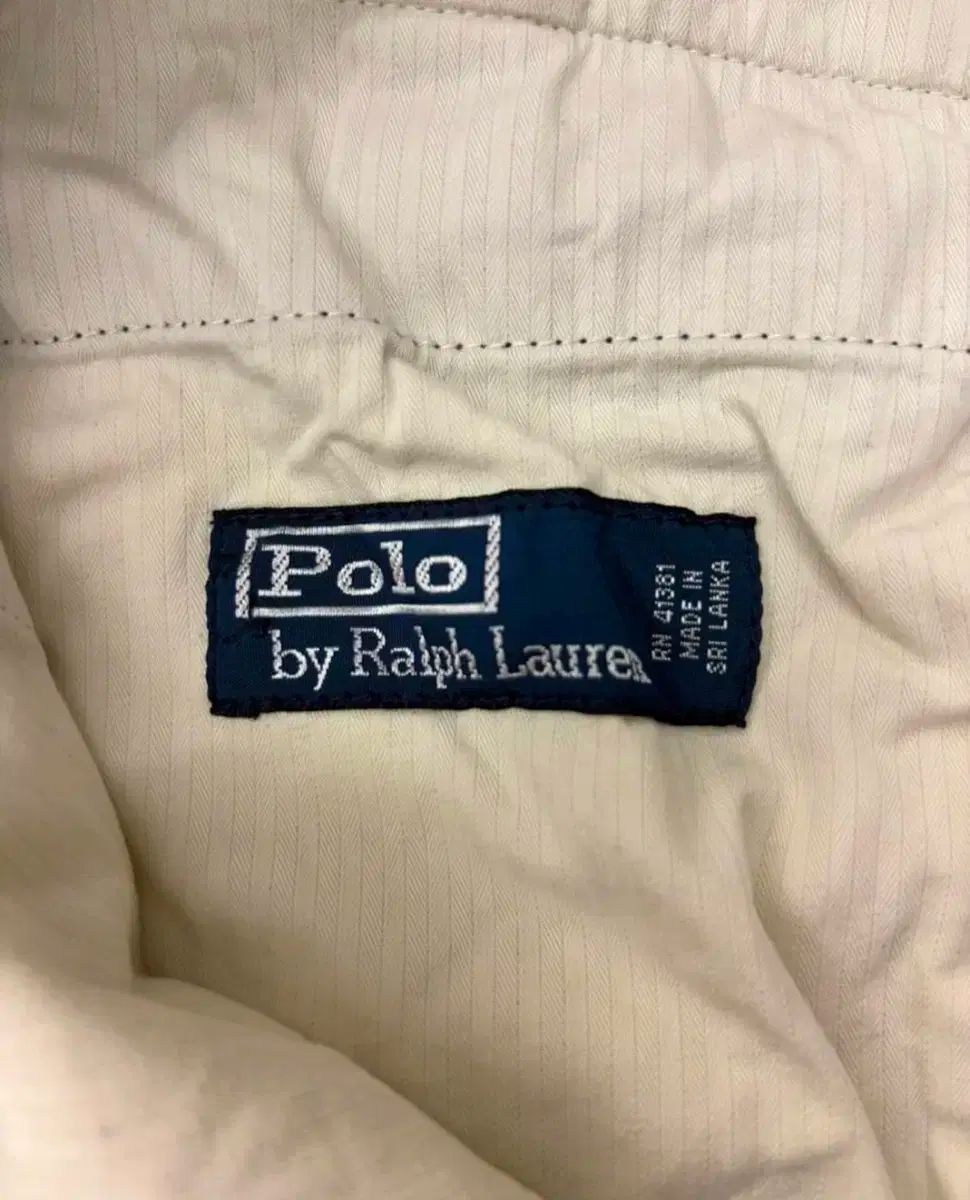 Polo
by Ralph Lauren
RN 41381
MADE IN
SRI LANKA